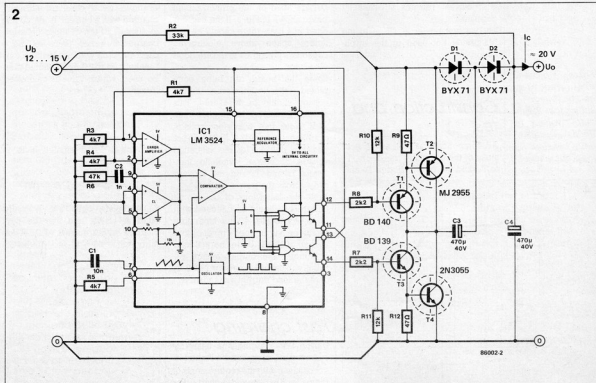 2
R2
33k
Ub
12 ... 15 V
R1
4k7
D1
D2
BYX 71
BYX 71
Ic
≈ 20 V
Uo
15
16
IC1
LM 3524
REFERENCE
REGULATOR
5V TO ALL
INTERNAL CIRCUITRY
R3
4k7
1
ERROR
AMPLIFIER
R4
4k7
2
R6
47k
C2
1n
9
4
5
10
COMPARATOR
C1
10n
7
R5
4k7
6
OSCILLATOR
8
12
11
13
14
3
R8
2k2
R7
2k2
R10
12k
R9
47Ω
T1
BD 140
T2
MJ 2955
BD 139
T3
2N3055
T4
R11
12k
R12
47Ω
C3
470µ
40V
C4
470µ
40V
0
0
86002-2